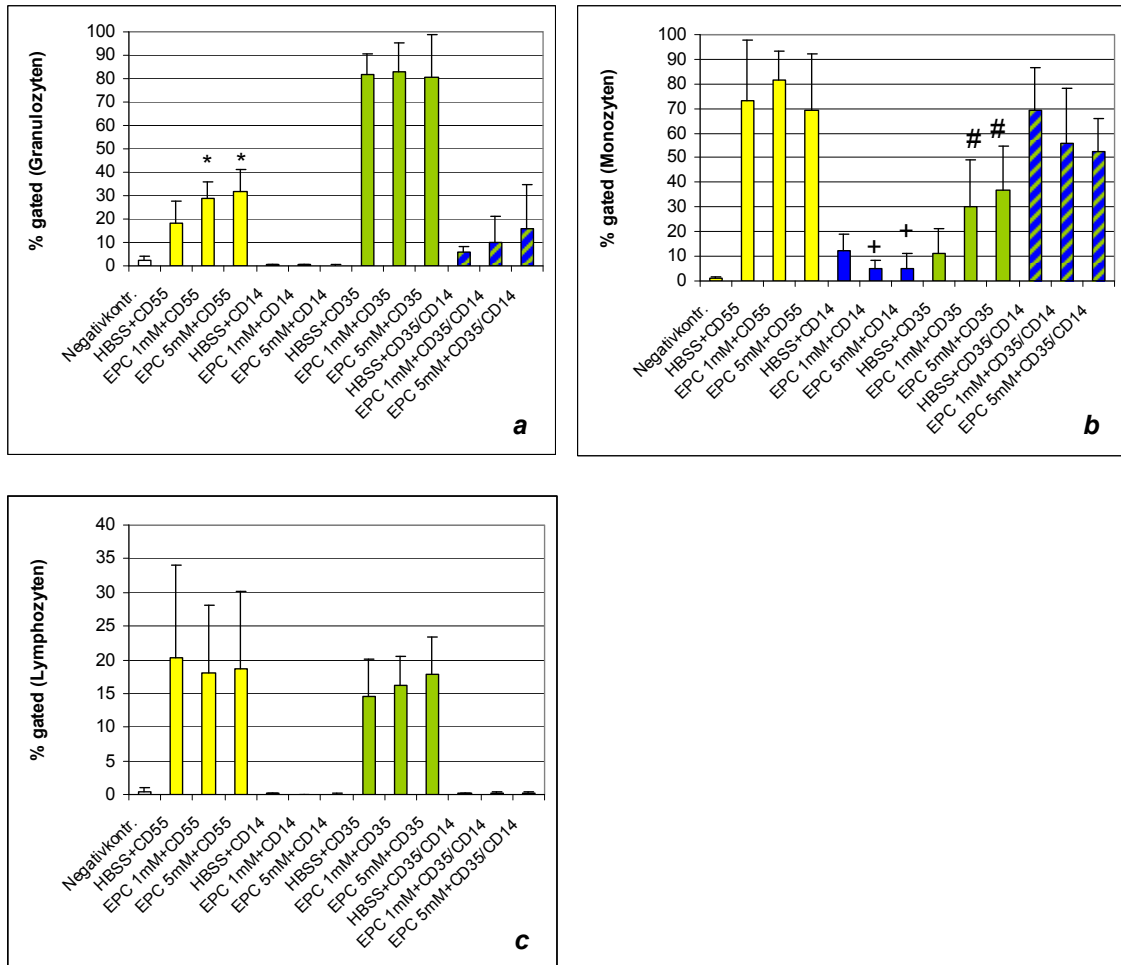 % gated (Granulozyten)
100
90
80
70
60
50
40
30
20
10
0
* *
Negativkontr.
HBSS+CD55
EPC 1mM+CD55
EPC 5mM+CD55
HBSS+CD14
EPC 1mM+CD14
EPC 5mM+CD14
HBSS+CD35
EPC 1mM+CD35
EPC 5mM+CD35
HBSS+CD35/CD14
EPC 1mM+CD35/CD14
EPC 5mM+CD35/CD14
a
% gated (Monozyten)
100
90
80
70
60
50
40
30
20
10
0
+ +
# #
Negativkontr.
HBSS+CD55
EPC 1mM+CD55
EPC 5mM+CD55
HBSS+CD14
EPC 1mM+CD14
EPC 5mM+CD14
HBSS+CD35
EPC 1mM+CD35
EPC 5mM+CD35
HBSS+CD35/CD14
EPC 1mM+CD35/CD14
EPC 5mM+CD35/CD14
b
% gated (Lymphozyten)
40
35
30
25
20
15
10
5
0
Negativkontr.
HBSS+CD55
EPC 1mM+CD55
EPC 5mM+CD55
HBSS+CD14
EPC 1mM+CD14
EPC 5mM+CD14
HBSS+CD35
EPC 1mM+CD35
EPC 5mM+CD35
HBSS+CD35/CD14
EPC 1mM+CD35/CD14
EPC 5mM+CD35/CD14
c